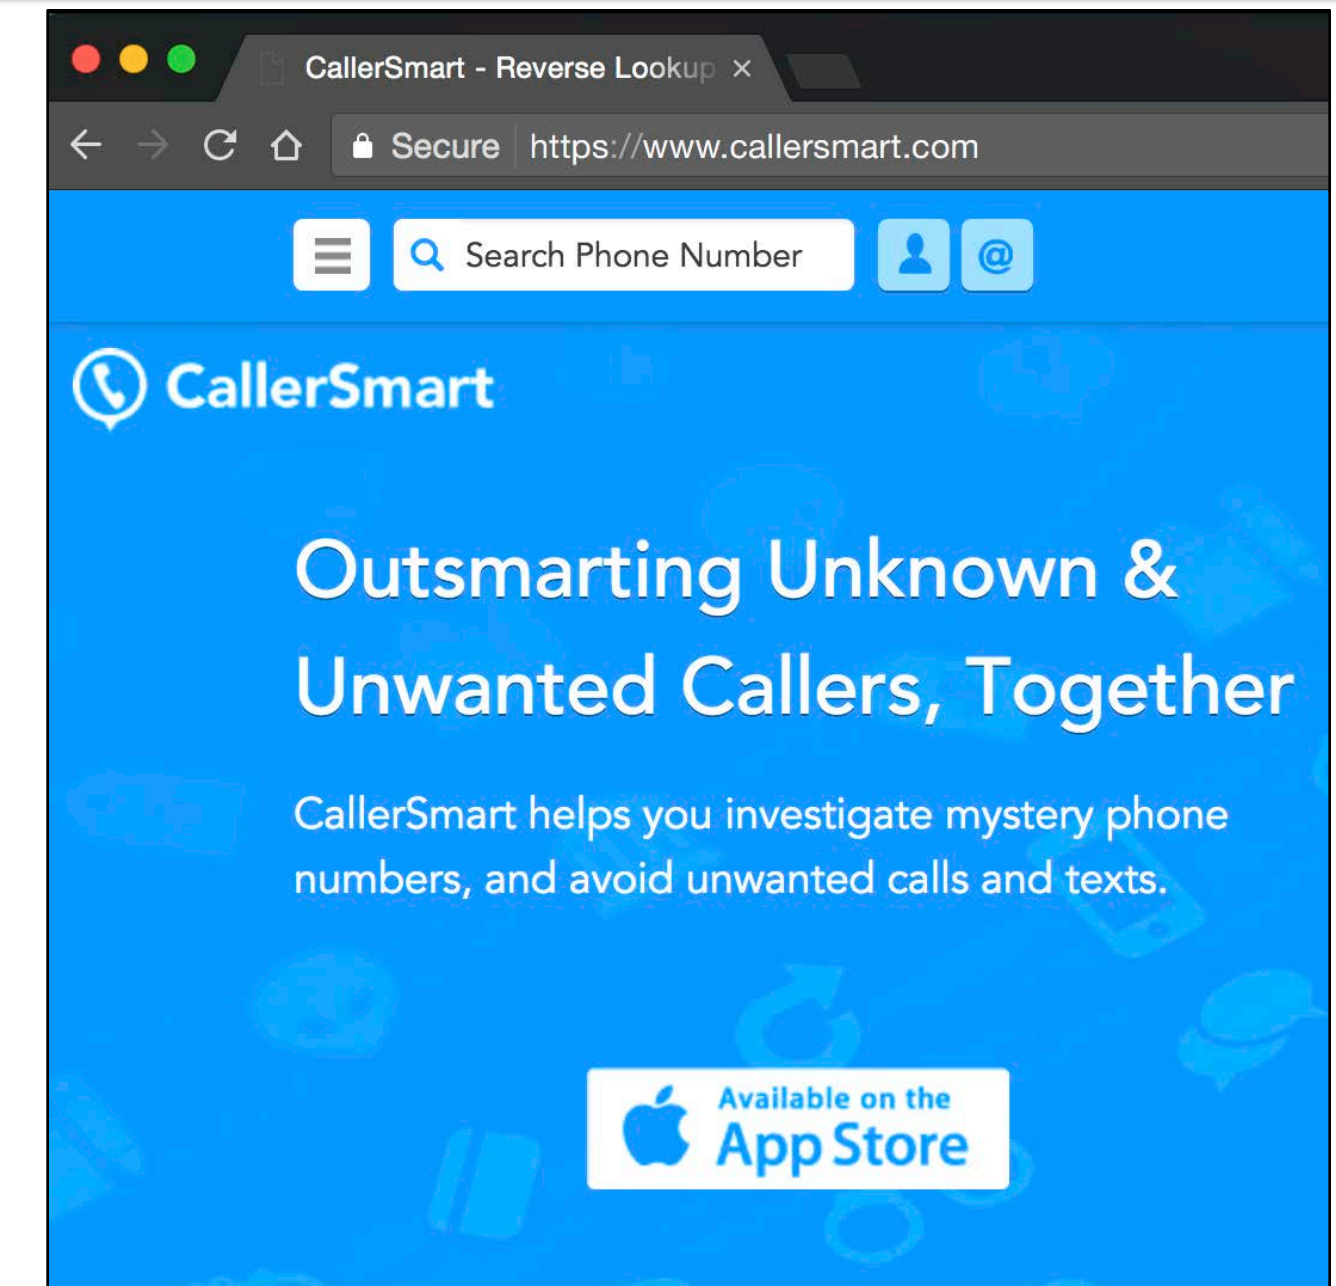 CallerSmart - Reverse Lookup
Secure https://www.callersmart.com
Search Phone Number
@
CallerSmart
Outsmarting Unknown &
Unwanted Callers, Together
CallerSmart helps you investigate mystery phone
numbers, and avoid unwanted calls and texts.
Available on the
App Store